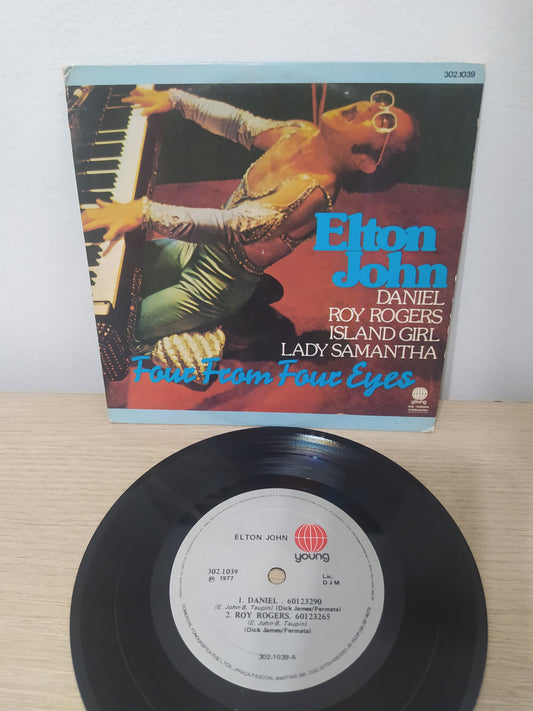 302.1039
Elton
John
DANIEL
ROY ROGERS
ISLAND GIRL
LADY SAMANTHA
Four From Four Eyes
young
ELTON JOHN
young
302.1039
℗ 1977
Lic.
D J M
1. DANIEL . 60123290
(E. John-B. Taupin) (Dick James/Fermata)
2. ROY ROGERS. 60123265
(E. John-B. Taupin)
(Dick James/Fermata)
302.1039-A